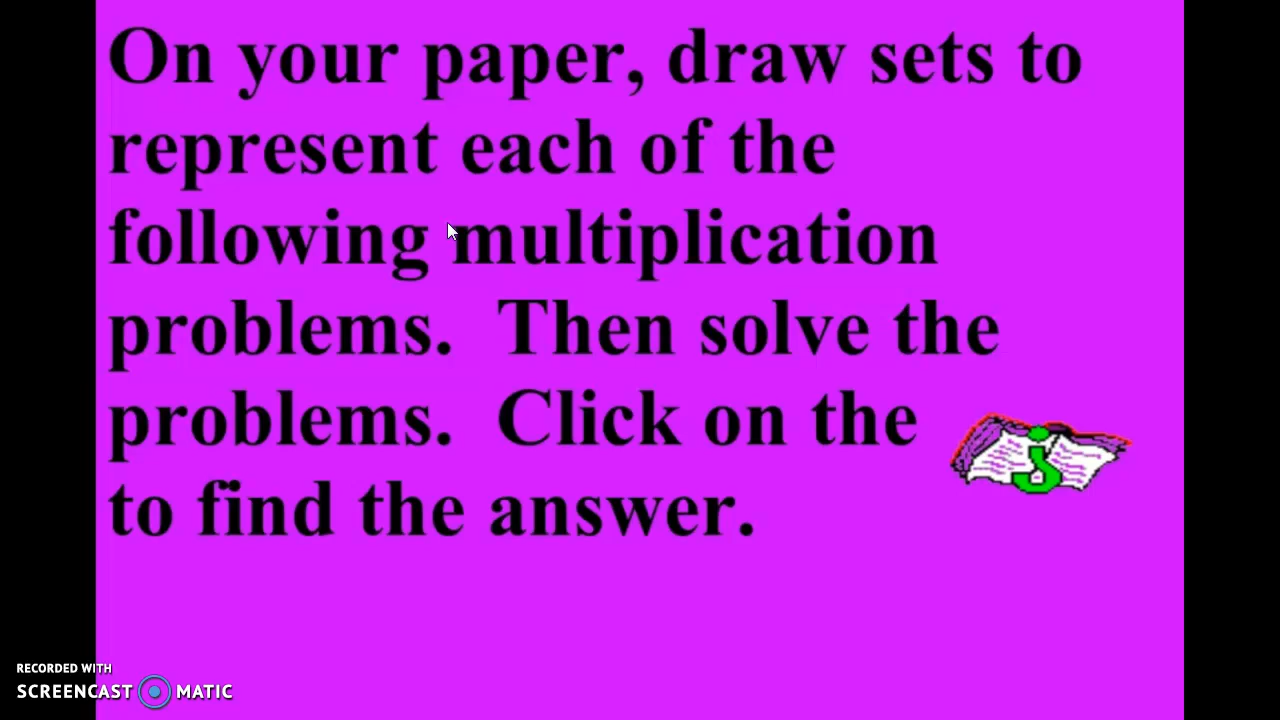 On your paper, draw sets to
represent each of the
following multiplication
problems.  Then solve the
problems.  Click on the
to find the answer.
RECORDED WITH
SCREENCAST MATIC